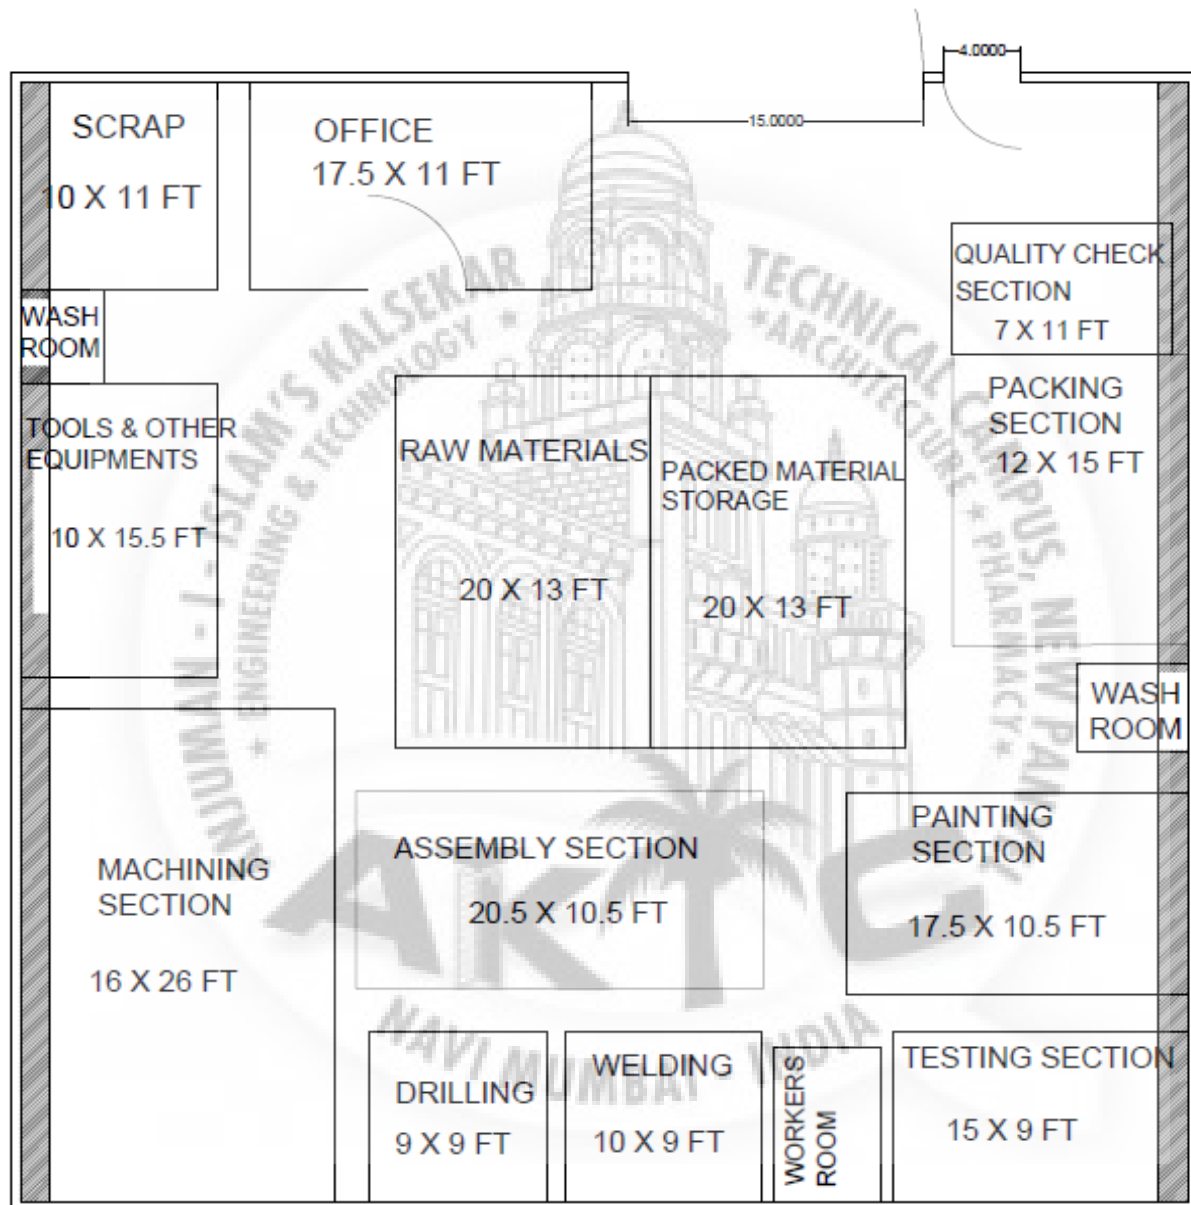 4.0000
15.0000
SCRAP
10 X 11 FT
OFFICE
17.5 X 11 FT
QUALITY CHECK
SECTION
7 X 11 FT
WASH
ROOM
PACKING
SECTION
12 X 15 FT
TOOLS & OTHER
EQUIPMENTS
10 X 15.5 FT
RAW MATERIALS
20 X 13 FT
PACKED MATERIAL
STORAGE
20 X 13 FT
WASH
ROOM
MACHINING
SECTION
16 X 26 FT
ASSEMBLY SECTION
20.5 X 10.5 FT
PAINTING
SECTION
17.5 X 10.5 FT
DRILLING
9 X 9 FT
WELDING
10 X 9 FT
WORKERS
ROOM
TESTING SECTION
15 X 9 FT
ANJUMAN - I - ISLAM'S KALSEKAR TECHNICAL CAMPUS, NEW PANVEL
* ENGINEERING & TECHNOLOGY * *ARCHITECTURE * PHARMACY*
AKTC
NAVI MUMBAI - INDIA